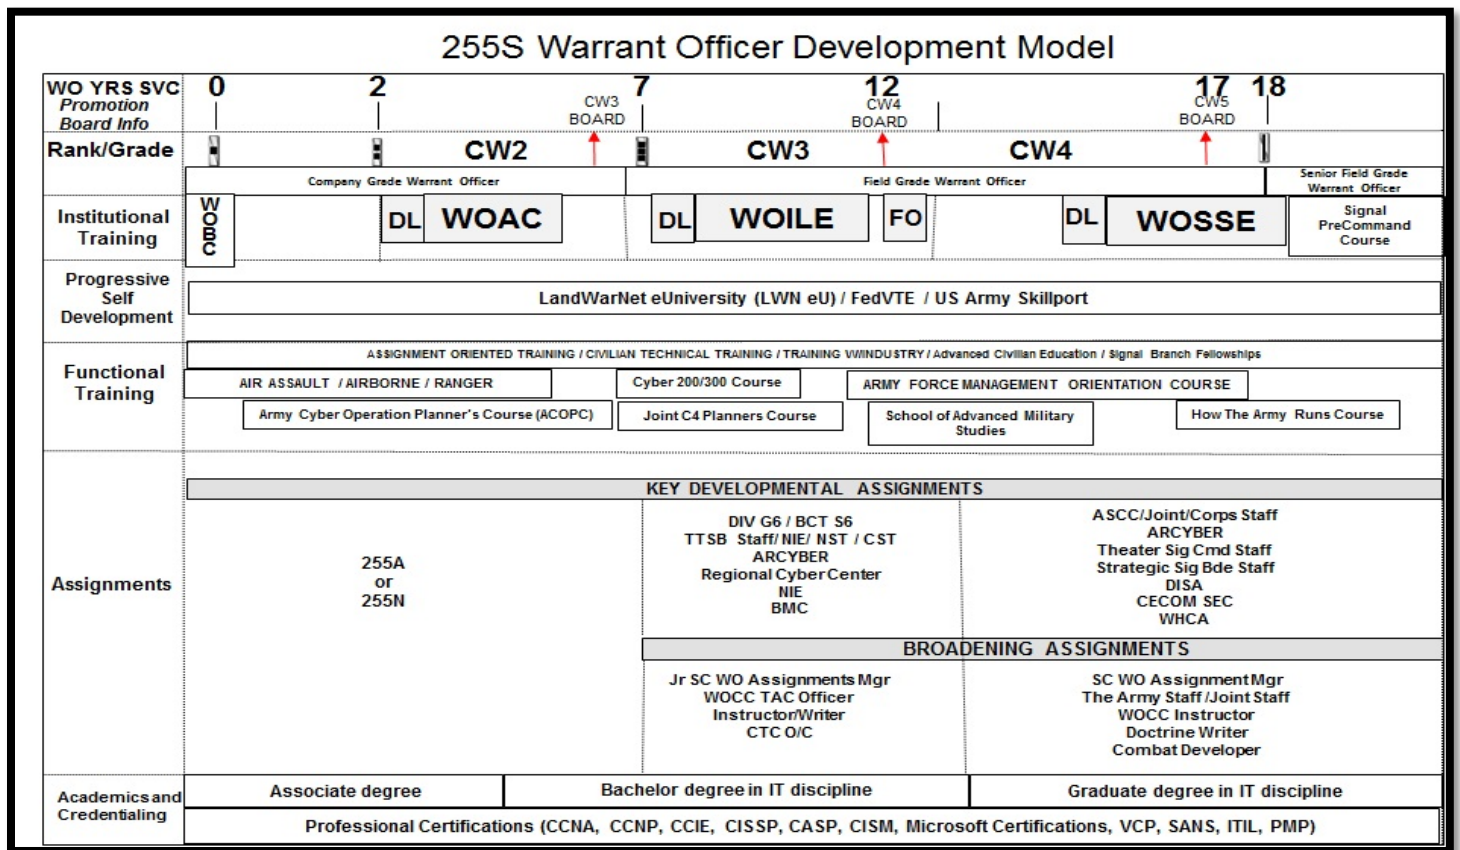 255S Warrant Officer Development Model
WO YRS SVC
Promotion
Board Info
0
2
7
12
17
18
CW3
BOARD
CW4
BOARD
CW5
BOARD
Rank/Grade
CW2
CW3
CW4
Company Grade Warrant Officer
Field Grade Warrant Officer
Senior Field Grade
Warrant Officer
Institutional
Training
W
O
B
C
DL
WOAC
DL
WOILE
FO
DL
WOSSE
Signal
PreCommand
Course
Progressive
Self
Development
LandWarNet eUniversity (LWN eU) / FedVTE / US Army Skillport
Functional
Training
ASSIGNMENT ORIENTED TRAINING / CIVILIAN TECHNICAL TRAINING / TRAINING W/INDUSTRY / Advanced Civilian Education / Signal Branch Fellowships
AIR ASSAULT / AIRBORNE / RANGER
Cyber 200/300 Course
ARMY FORCE MANAGEMENT ORIENTATION COURSE
Army Cyber Operation Planner's Course (ACOPC)
Joint C4 Planners Course
School of Advanced Military
Studies
How The Army Runs Course
Assignments
KEY DEVELOPMENTAL ASSIGNMENTS
255A
or
255N
DIV G6 / BCT S6
TTSB Staff/ NIE/ NST / CST
ARCYBER
Regional Cyber Center
NIE
BMC
ASCC/Joint/Corps Staff
ARCYBER
Theater Sig Cmd Staff
Strategic Sig Bde Staff
DISA
CECOM SEC
WHCA
BROADENING ASSIGNMENTS
Jr SC WO Assignments Mgr
WOCC TAC Officer
Instructor/Writer
CTC O/C
SC WO Assignment Mgr
The Army Staff /Joint Staff
WOCC Instructor
Doctrine Writer
Combat Developer
Academics and
Credentialing
Associate degree
Bachelor degree in IT discipline
Graduate degree in IT discipline
Professional Certifications (CCNA, CCNP, CCIE, CISSP, CASP, CISM, Microsoft Certifications, VCP, SANS, ITIL, PMP)